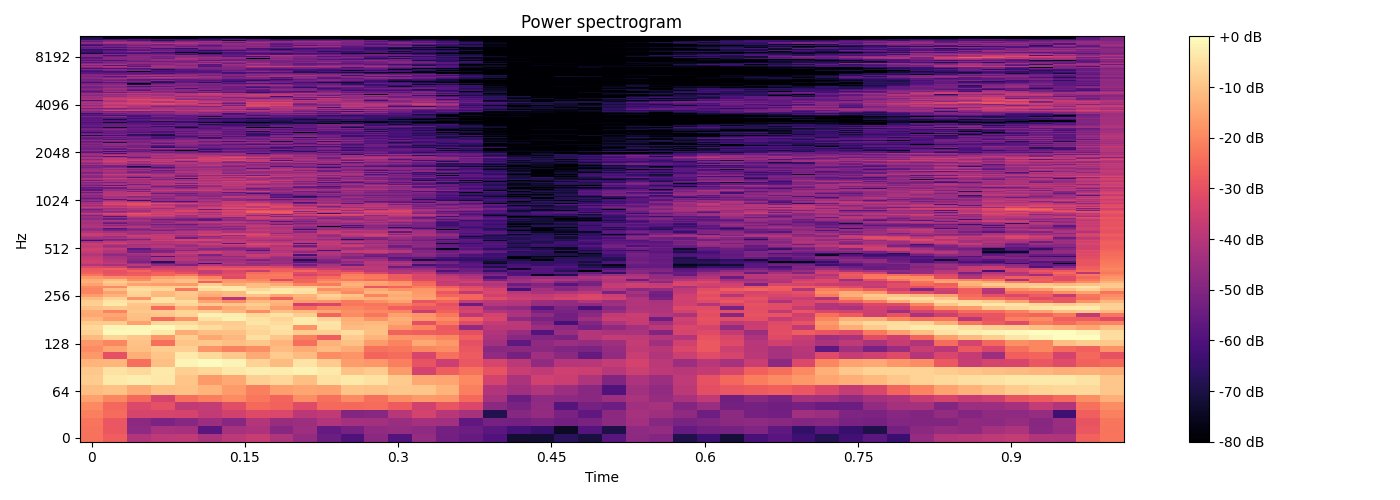 Power spectrogram
Hz
8192
4096
2048
1024
512
256
128
64
0
0 0.15 0.3 0.45 0.6 0.75 0.9
Time
+0 dB
-10 dB
-20 dB
-30 dB
-40 dB
-50 dB
-60 dB
-70 dB
-80 dB